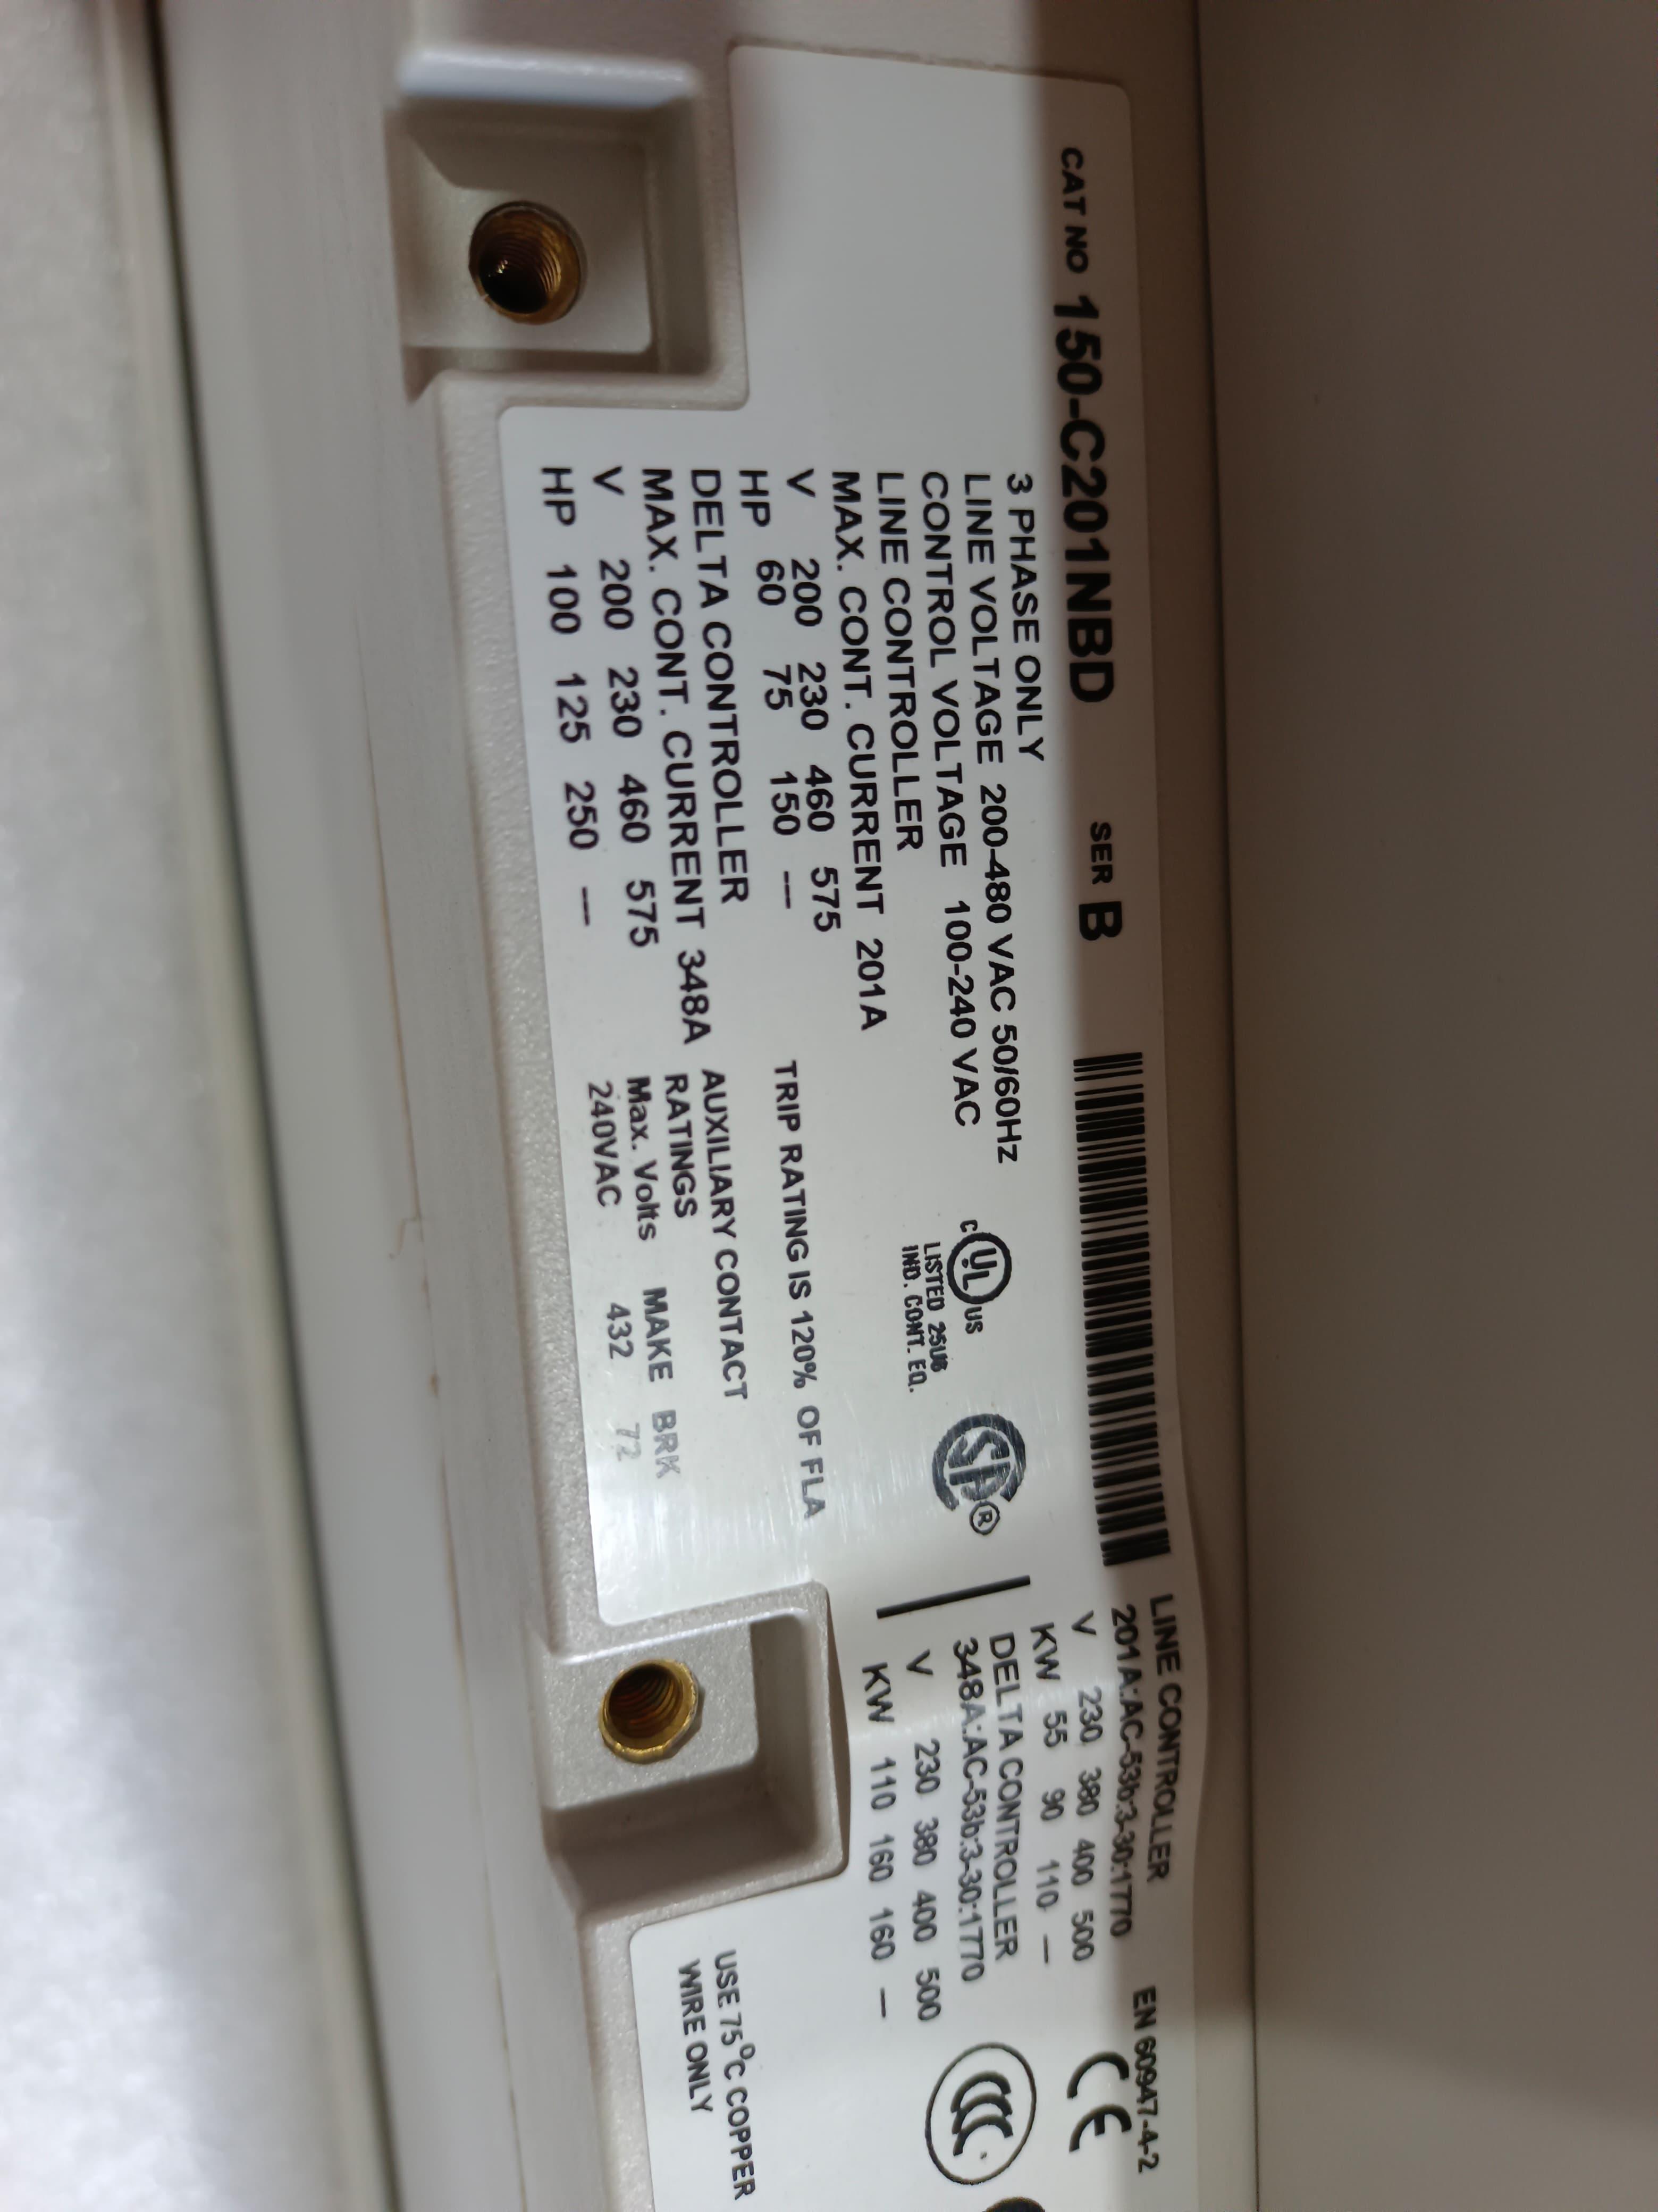 CAT NO 150-C201NBD SER B
3 PHASE ONLY
LINE VOLTAGE 200-480 VAC 50/60Hz
CONTROL VOLTAGE 100-240 VAC
LINE CONTROLLER
MAX. CONT. CURRENT 201A
V 200 230 460 575
HP 60 75 150 ---
DELTA CONTROLLER
MAX. CONT. CURRENT 348A
V 200 230 460 575
HP 100 125 250 ---
C UL US
LISTED 25U6
IND. CONT. EQ.
SA ®
TRIP RATING IS 120% OF FLA
AUXILIARY CONTACT
RATINGS
Max. Volts MAKE BRK
240VAC 432 72
LINE CONTROLLER
201A:AC-53b:3-30:1770
V 230 380 400 500
KW 55 90 110 —
DELTA CONTROLLER
348A:AC-53b:3-30:1770
V 230 380 400 500
KW 110 160 160 —
EN 60947-4-2
CE
CCC
USE 75°C COPPER
WIRE ONLY